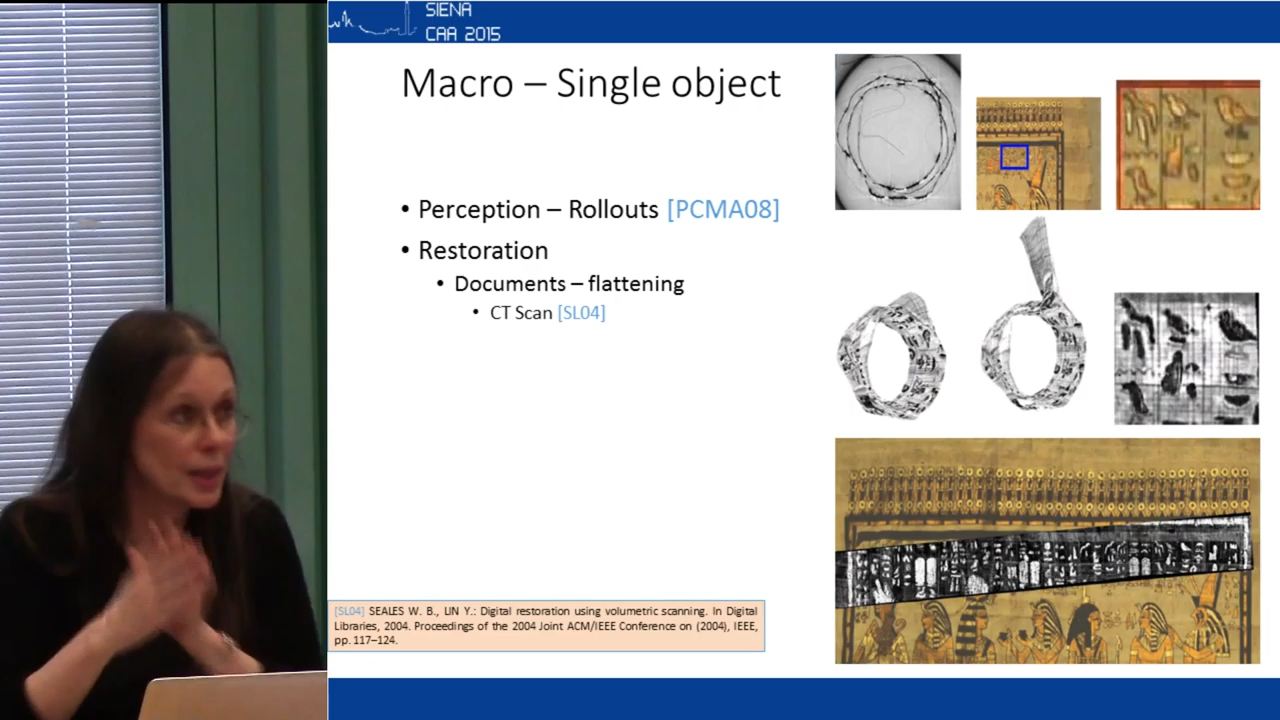 SIENA
CAA 2015
Macro – Single object
• Perception – Rollouts [PCMA08]
• Restoration
• Documents – flattening
• CT Scan [SL04]
[SL04] SEALES W. B., LIN Y.: Digital restoration using volumetric scanning. In Digital
Libraries, 2004. Proceedings of the 2004 Joint ACM/IEEE Conference on (2004), IEEE,
pp. 117–124.